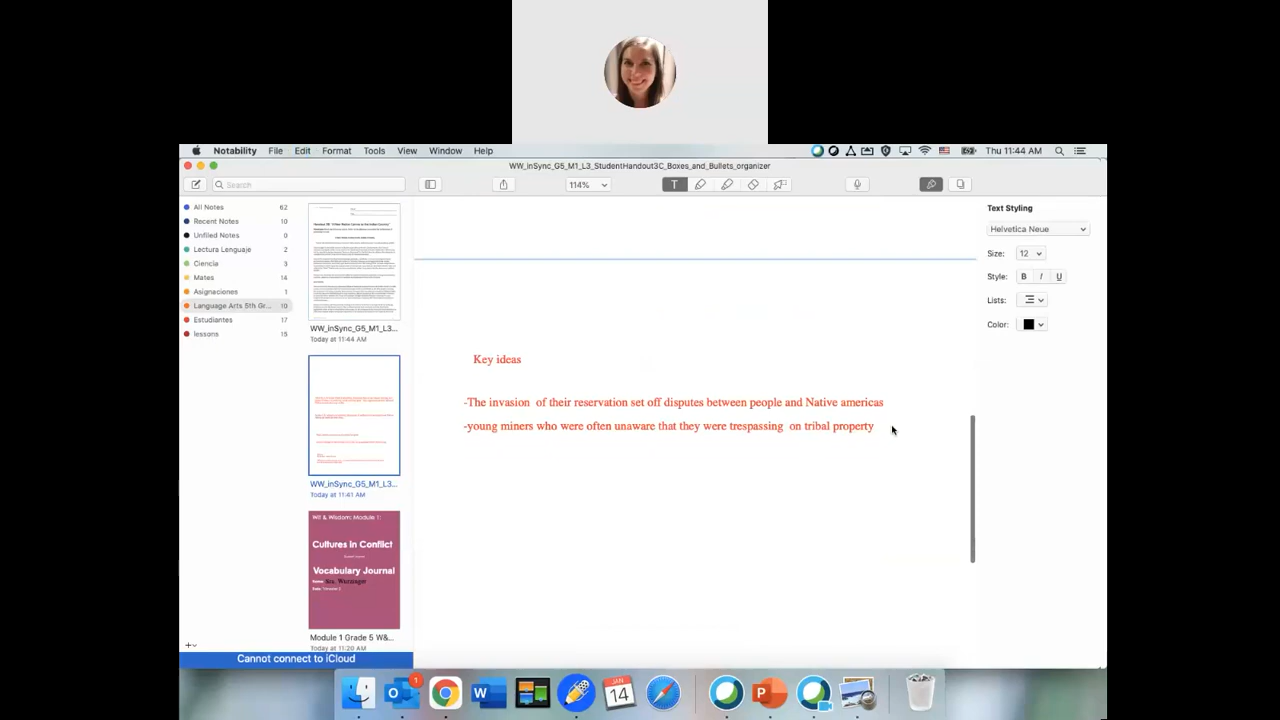 Notability File Edit Format Tools View Window Help Thu 11:44 AM
WW_inSync_G5_M1_L3_StudentHandout3C_Boxes_and_Bullets_organizer
Search
114%
T
All Notes 62
Recent Notes 10
Unfiled Notes 0
Lectura Lenguaje 2
Ciencia 3
Mates 14
Asignaciones 1
Language Arts 5th Gr... 10
Estudiantes 17
lessons 15
WW_inSync_G5_M1_L3...
Today at 11:44 AM
WW_inSync_G5_M1_L3...
Today at 11:41 AM
Wit & Wisdom: Module 1:
Cultures in Conflict
Vocabulary Journal
Module 1 Grade 5 W&...
Today at 11:20 AM
Cannot connect to iCloud
Key ideas
-The invasion of their reservation set off disputes between people and Native americas
-young miners who were often unaware that they were trespassing on tribal property
Text Styling
Helvetica Neue
Size: 12
Style: B I U
Lists:
Color:
1
JAN
14